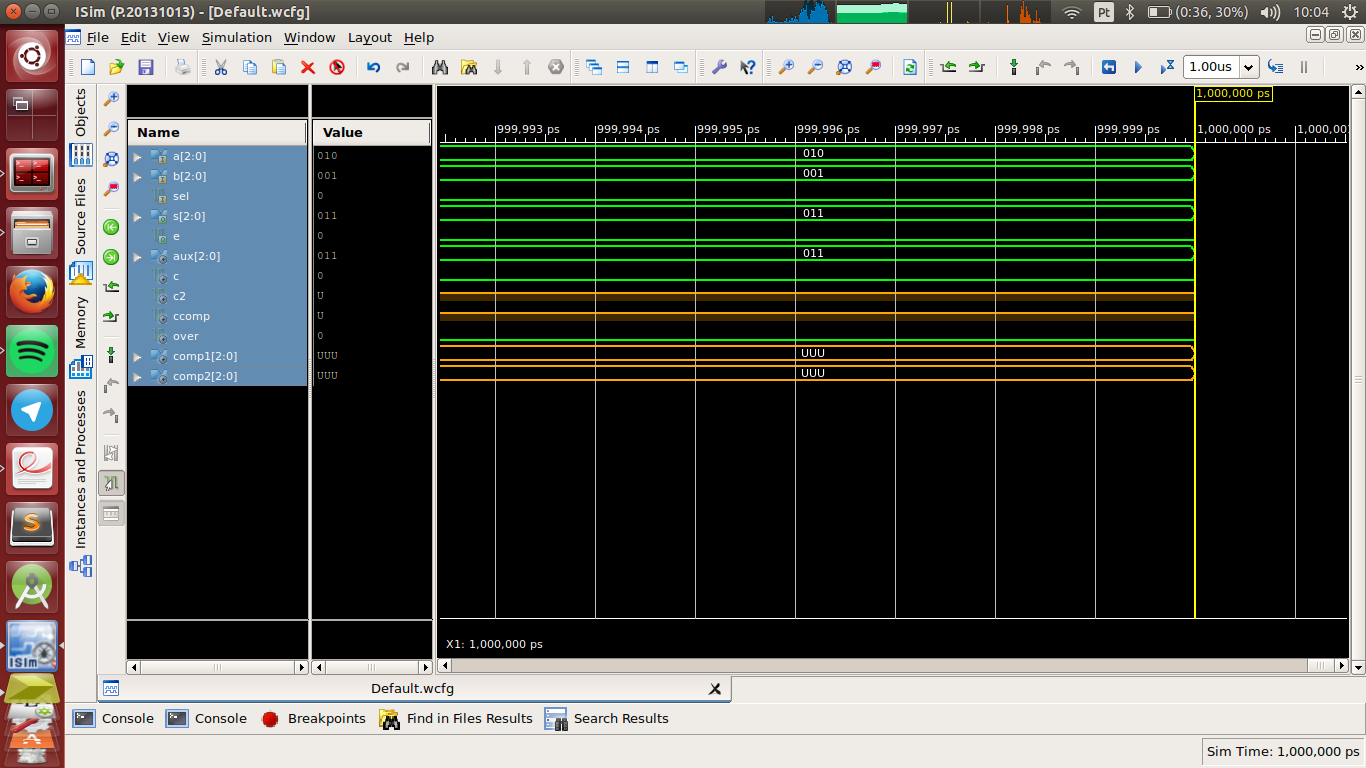 ISim (P.20131013) - [Default.wcfg]
Pt
(0:36, 30%)
10:04
File Edit View Simulation Window Layout Help
1.00us
»
Objects
Source Files
Memory
Instances and Processes
Name
Value
a[2:0] 010
b[2:0] 001
sel 0
s[2:0] 011
e 0
aux[2:0] 011
c 0
c2 U
ccomp U
over 0
comp1[2:0] UUU
comp2[2:0] UUU
1,000,000 ps
999,993 ps 999,994 ps 999,995 ps 999,996 ps 999,997 ps 999,998 ps 999,999 ps 1,000,000 ps 1,000,00
010
001
011
011
UUU
UUU
X1: 1,000,000 ps
Default.wcfg
Console Console Breakpoints Find in Files Results Search Results
Sim Time: 1,000,000 ps
S
ISim